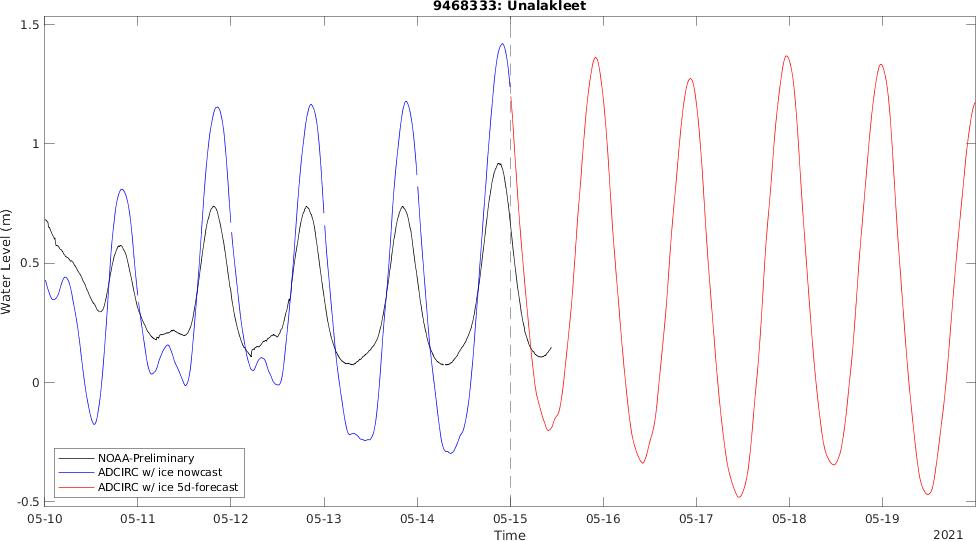 9468333: Unalakleet
1.5
1
0.5
0
-0.5
Water Level (m)
NOAA-Preliminary
ADCIRC w/ ice nowcast
ADCIRC w/ ice 5d-forecast
05-10 05-11 05-12 05-13 05-14 05-15 05-16 05-17 05-18 05-19
Time
2021